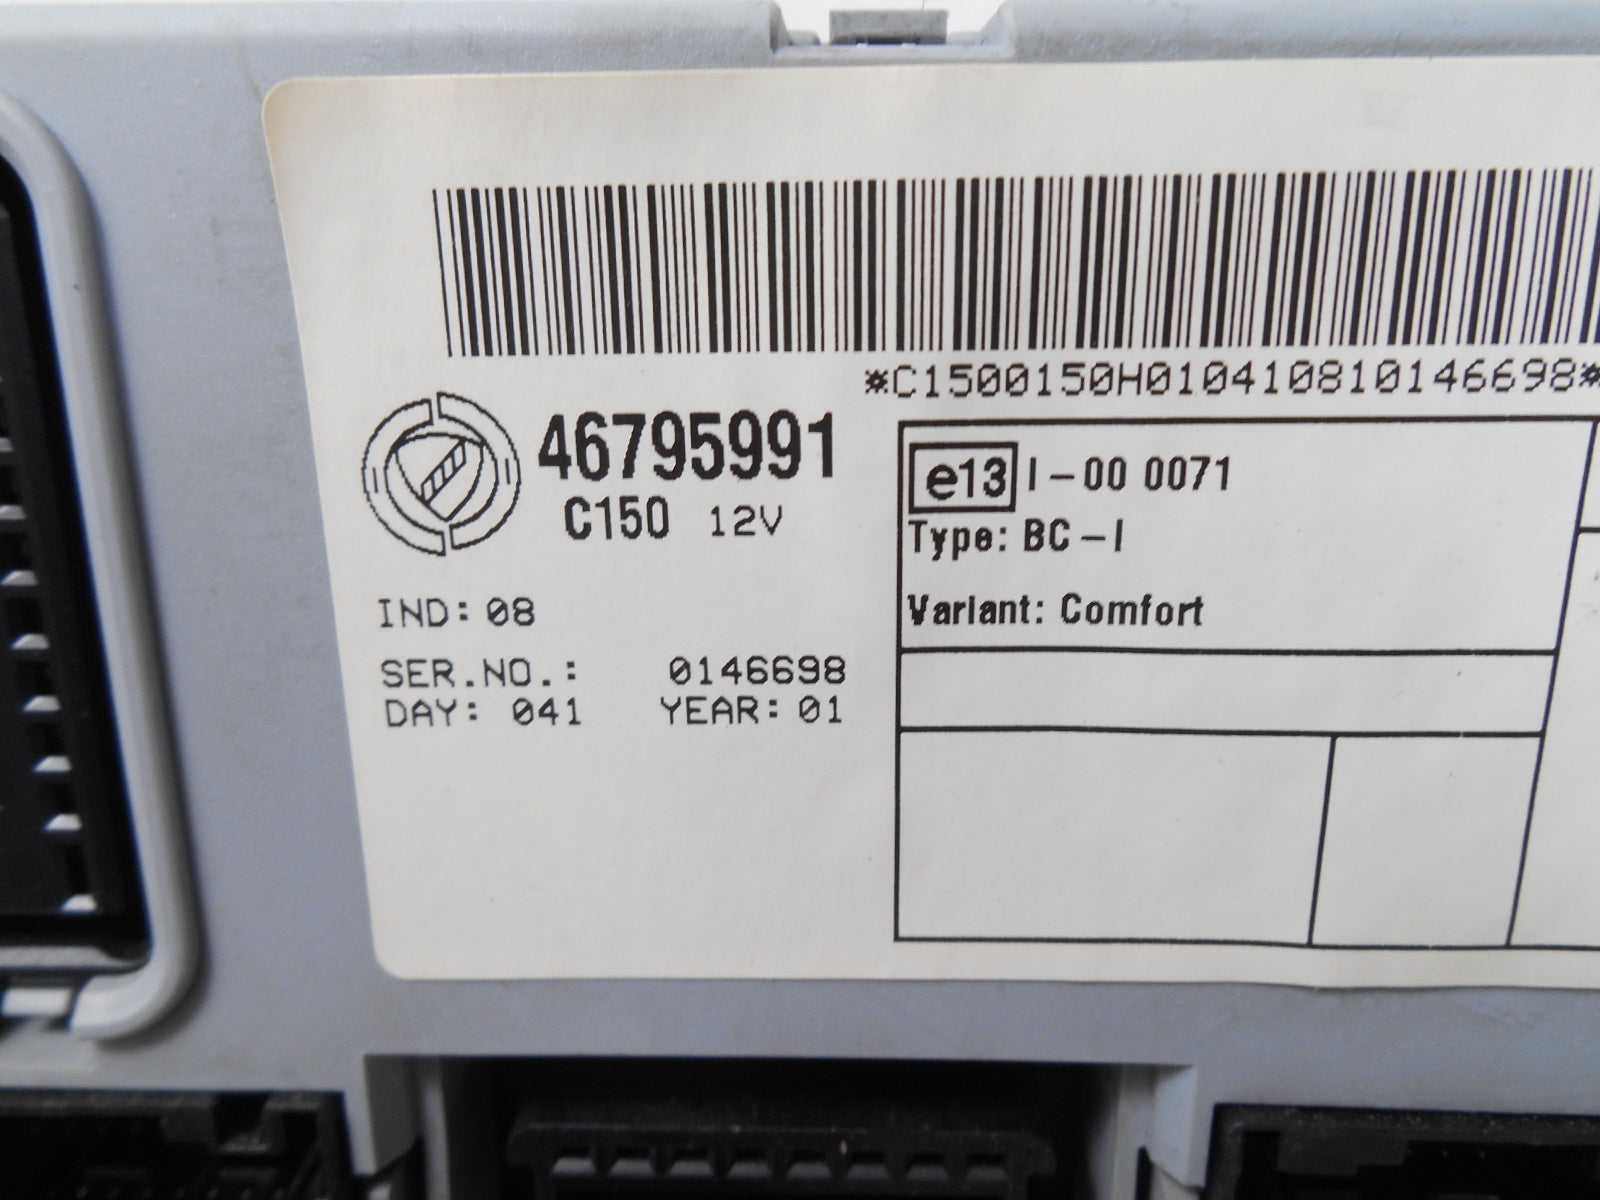 *C1500150H010410810146698*
46795991
C150 12V
e13 I-00 0071
Type: BC-I
Variant: Comfort
IND: 08
SER.NO.: 0146698
DAY: 041 YEAR: 01